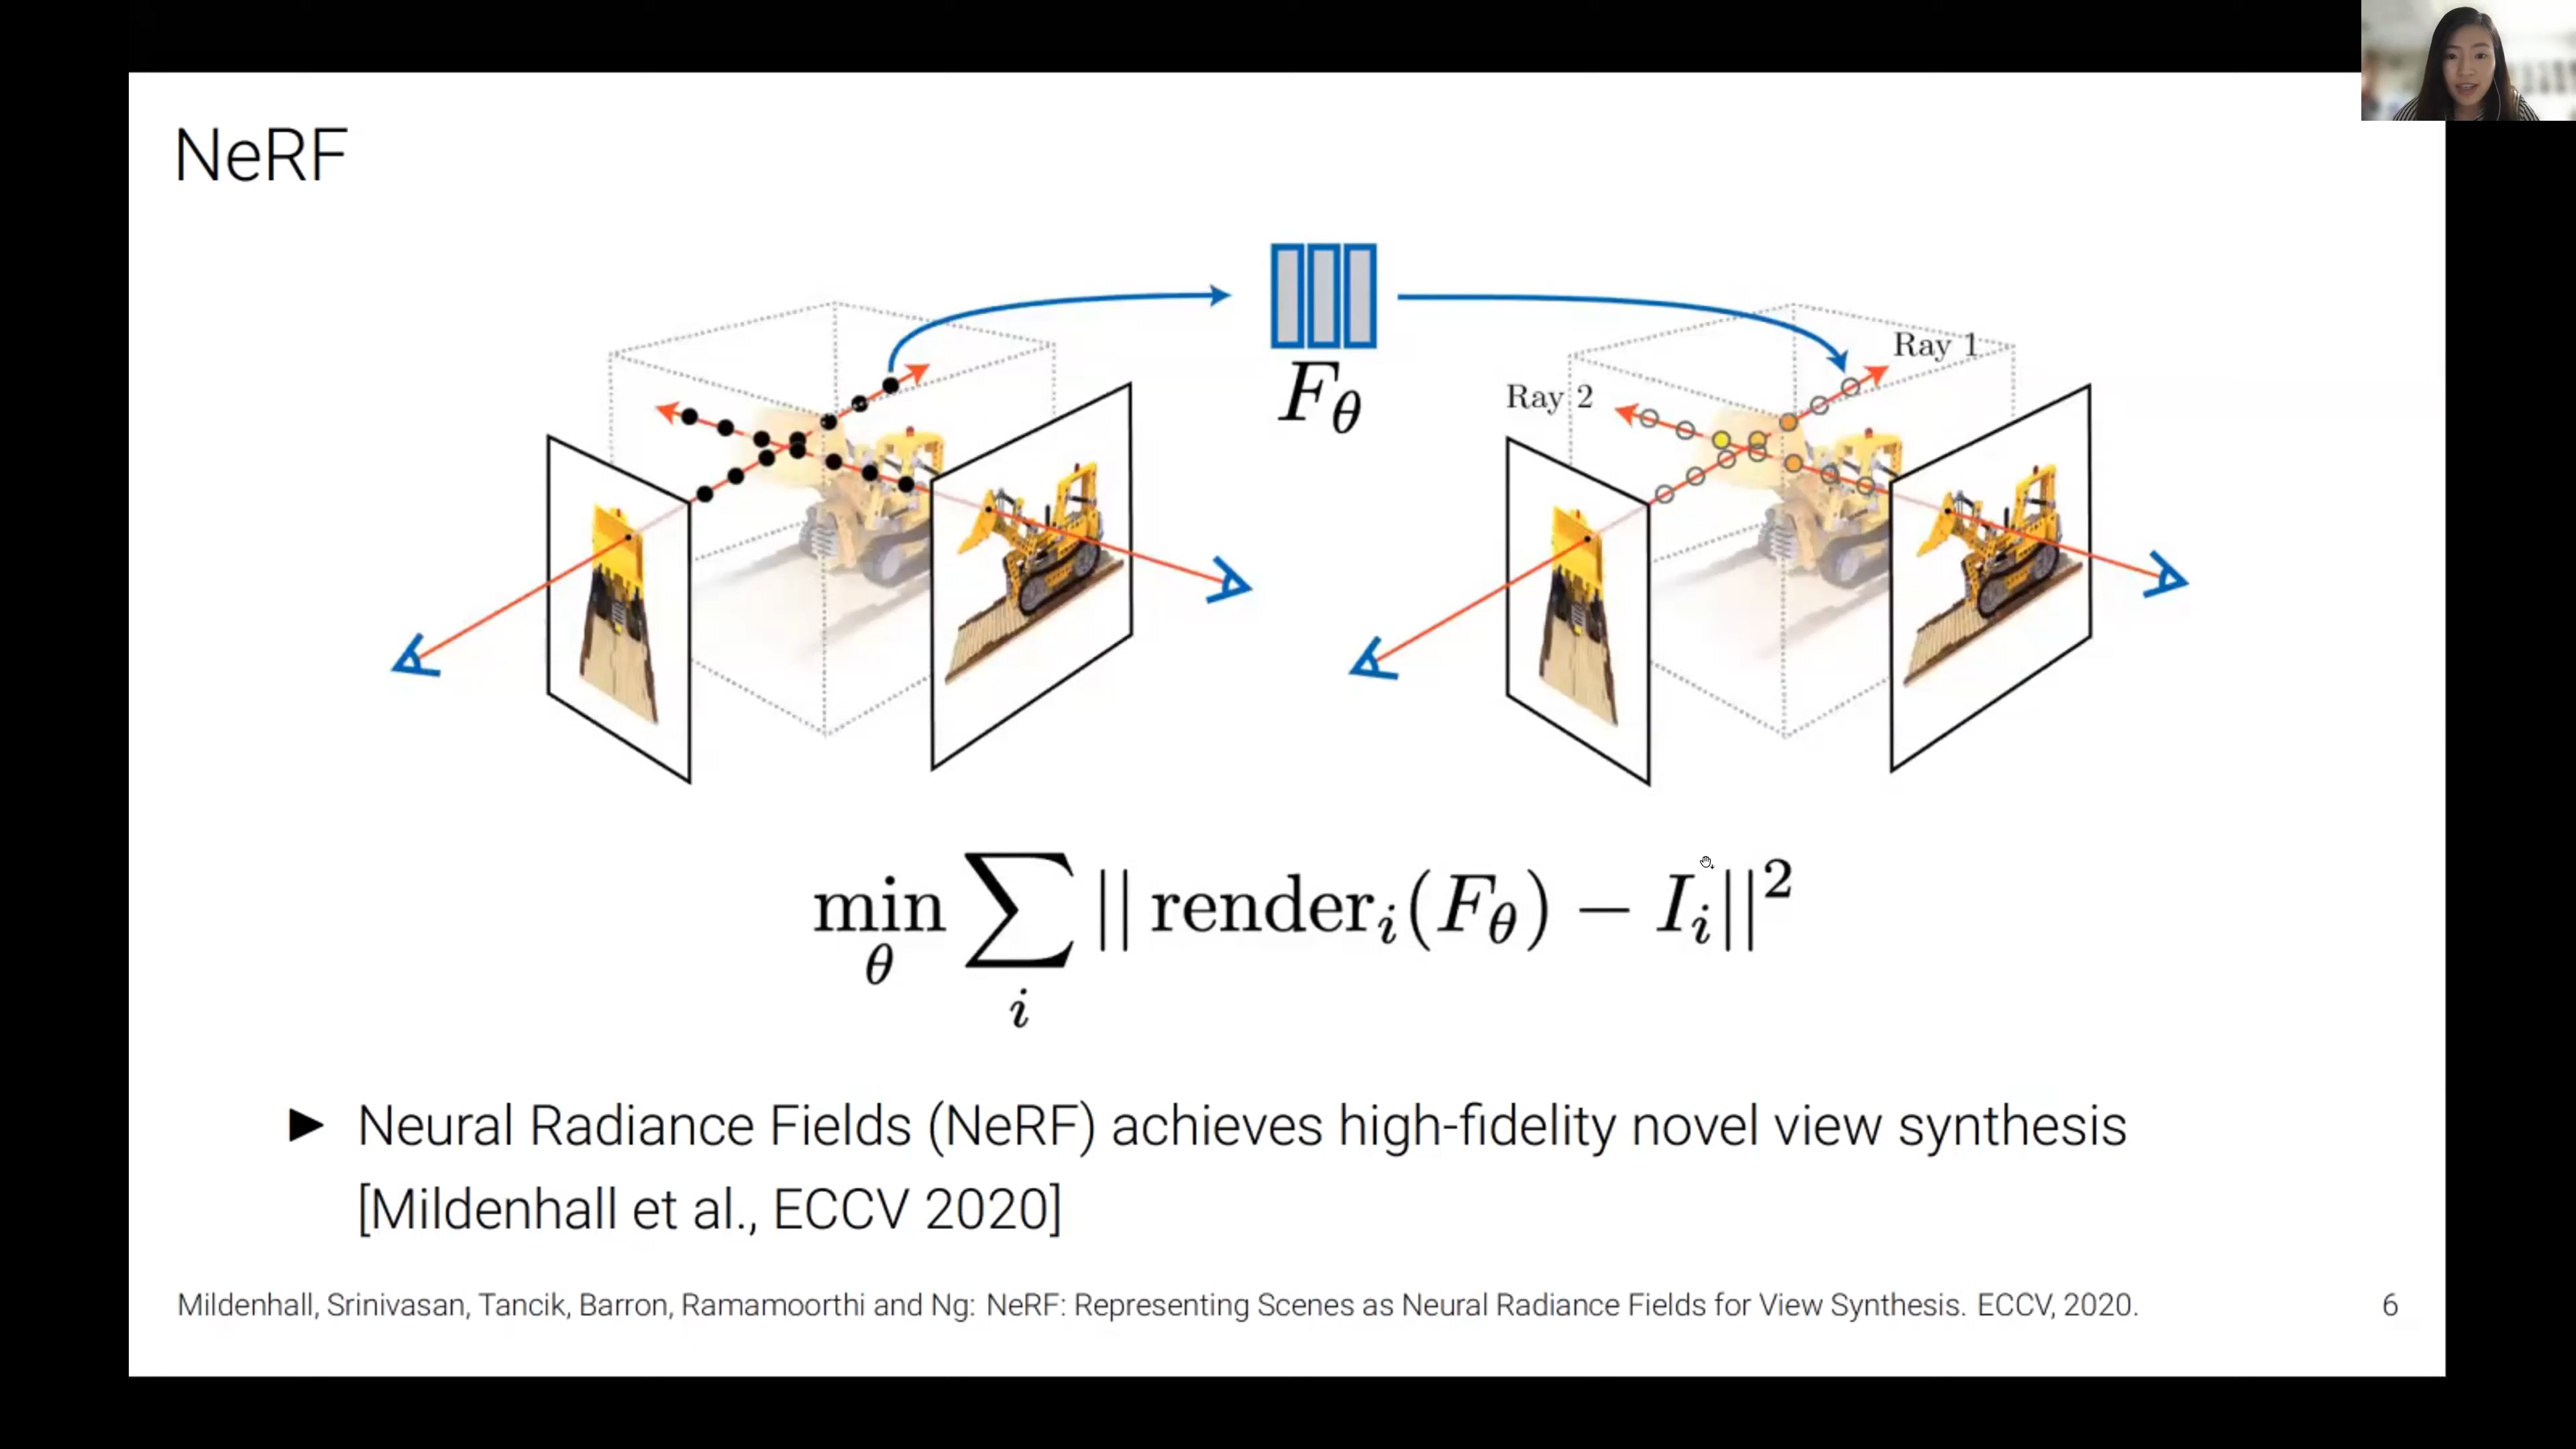 NeRF
F_θ
Ray 1
Ray 2
min_θ ∑_i || render_i(F_θ) − I_i||²
► Neural Radiance Fields (NeRF) achieves high-fidelity novel view synthesis
[Mildenhall et al., ECCV 2020]
Mildenhall, Srinivasan, Tancik, Barron, Ramamoorthi and Ng: NeRF: Representing Scenes as Neural Radiance Fields for View Synthesis. ECCV, 2020.
6